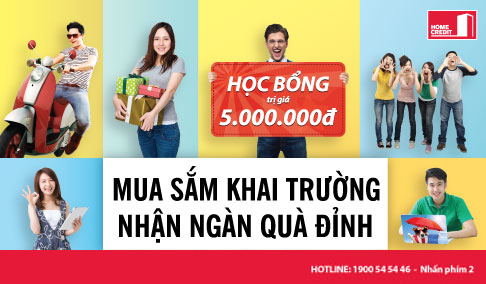 HOME
CREDIT
HỌC BỔNG
trị giá
5.000.000đ
MUA SẮM KHAI TRƯỜNG
NHẬN NGÀN QUÀ ĐỈNH
HOTLINE: 1900 54 54 46 - Nhấn phím 2